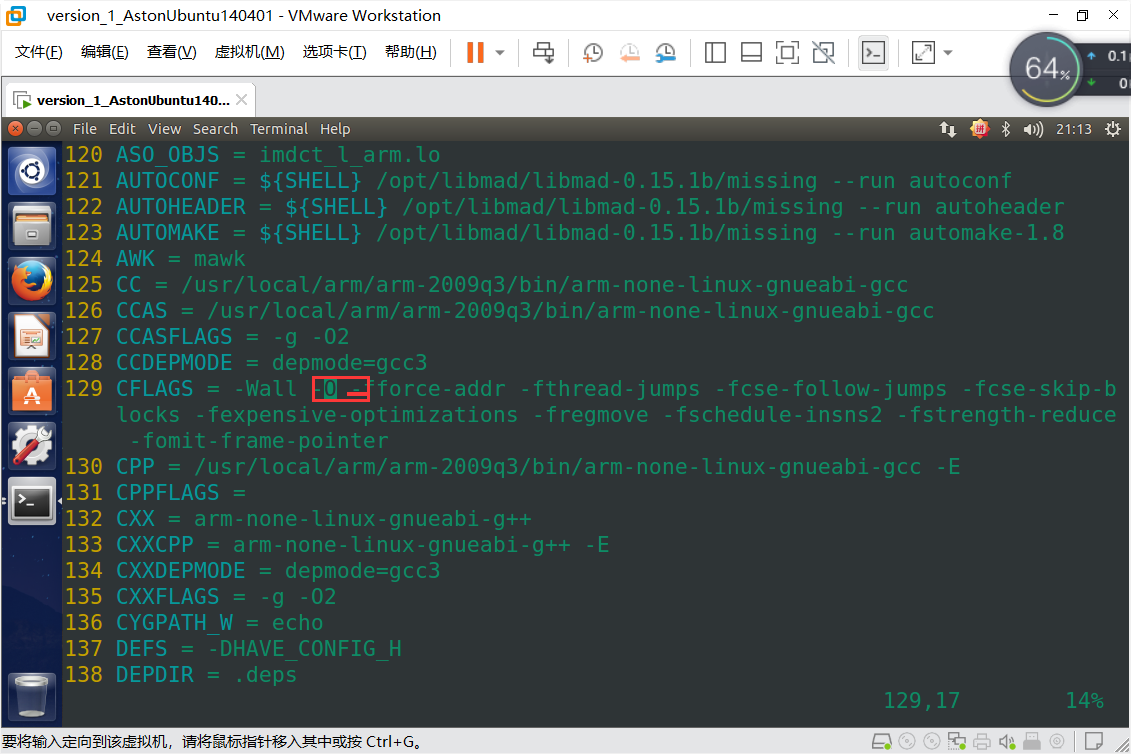 version_1_AstonUbuntu140401 - VMware Workstation
文件(F) 编辑(E) 查看(V) 虚拟机(M) 选项卡(T) 帮助(H)
64%
0.1
version_1_AstonUbuntu140...
File Edit View Search Terminal Help
拼 21:13
120 ASO_OBJS = imdct_l_arm.lo
121 AUTOCONF = ${SHELL} /opt/libmad/libmad-0.15.1b/missing --run autoconf
122 AUTOHEADER = ${SHELL} /opt/libmad/libmad-0.15.1b/missing --run autoheader
123 AUTOMAKE = ${SHELL} /opt/libmad/libmad-0.15.1b/missing --run automake-1.8
124 AWK = mawk
125 CC = /usr/local/arm/arm-2009q3/bin/arm-none-linux-gnueabi-gcc
126 CCAS = /usr/local/arm/arm-2009q3/bin/arm-none-linux-gnueabi-gcc
127 CCASFLAGS = -g -O2
128 CCDEPMODE = depmode=gcc3
129 CFLAGS = -Wall -O -fforce-addr -fthread-jumps -fcse-follow-jumps -fcse-skip-b
locks -fexpensive-optimizations -fregmove -fschedule-insns2 -fstrength-reduce
-fomit-frame-pointer
130 CPP = /usr/local/arm/arm-2009q3/bin/arm-none-linux-gnueabi-gcc -E
131 CPPFLAGS =
132 CXX = arm-none-linux-gnueabi-g++
133 CXXCPP = arm-none-linux-gnueabi-g++ -E
134 CXXDEPMODE = depmode=gcc3
135 CXXFLAGS = -g -O2
136 CYGPATH_W = echo
137 DEFS = -DHAVE_CONFIG_H
138 DEPDIR = .deps
129,17 14%
要将输入定向到该虚拟机，请将鼠标指针移入其中或按 Ctrl+G。